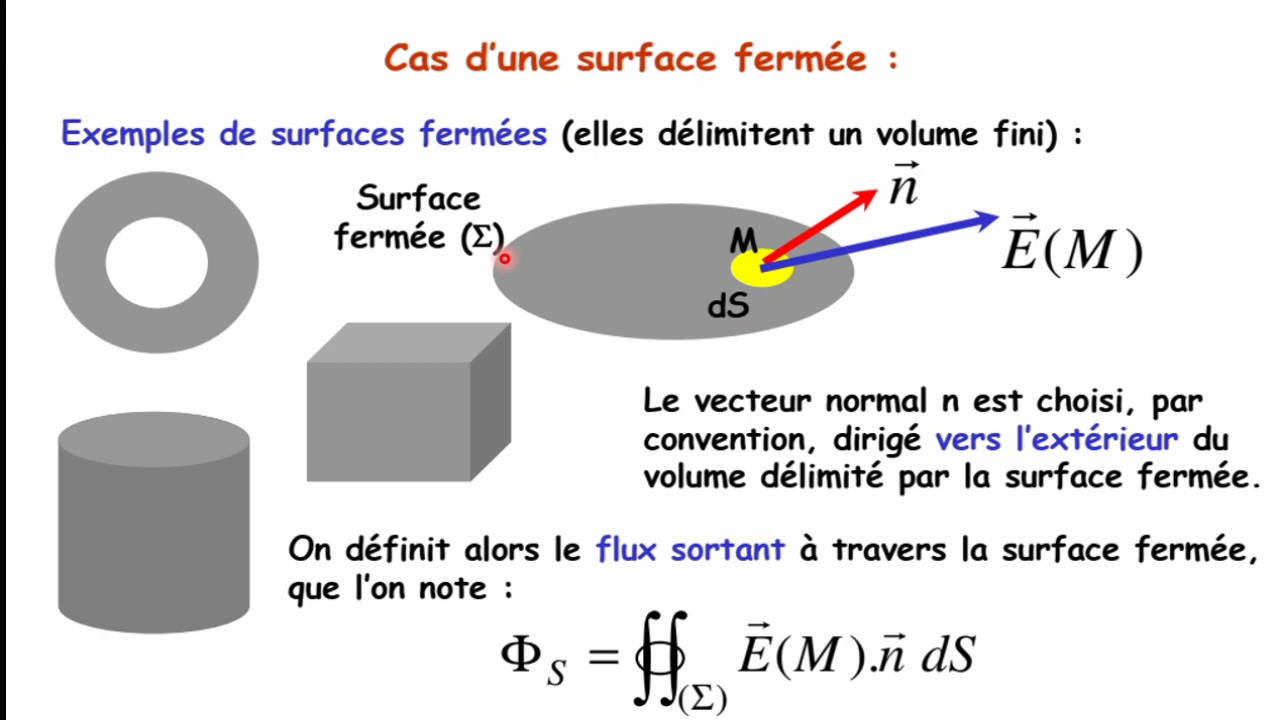 Cas d'une surface fermée :
Exemples de surfaces fermées (elles délimitent un volume fini) :
Surface
fermée (Σ)
M
dS
n⃗
E⃗(M)
Le vecteur normal n est choisi, par
convention, dirigé vers l'extérieur du
volume délimité par la surface fermée.
On définit alors le flux sortant à travers la surface fermée,
que l'on note :
Φ_S = ∯_(Σ) E⃗(M).n⃗ dS